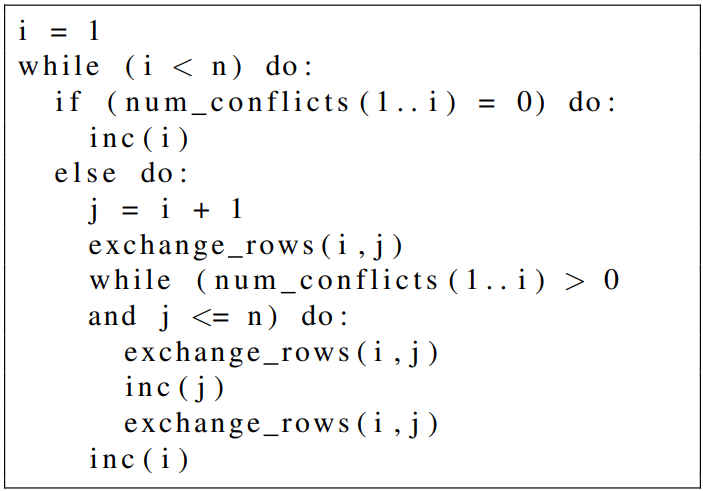 i = 1
while (i < n) do:
  if (num_conflicts(1..i) = 0) do:
    inc(i)
  else do:
    j = i + 1
    exchange_rows(i,j)
    while (num_conflicts(1..i) > 0
    and j <= n) do:
      exchange_rows(i,j)
      inc(j)
      exchange_rows(i,j)
    inc(i)